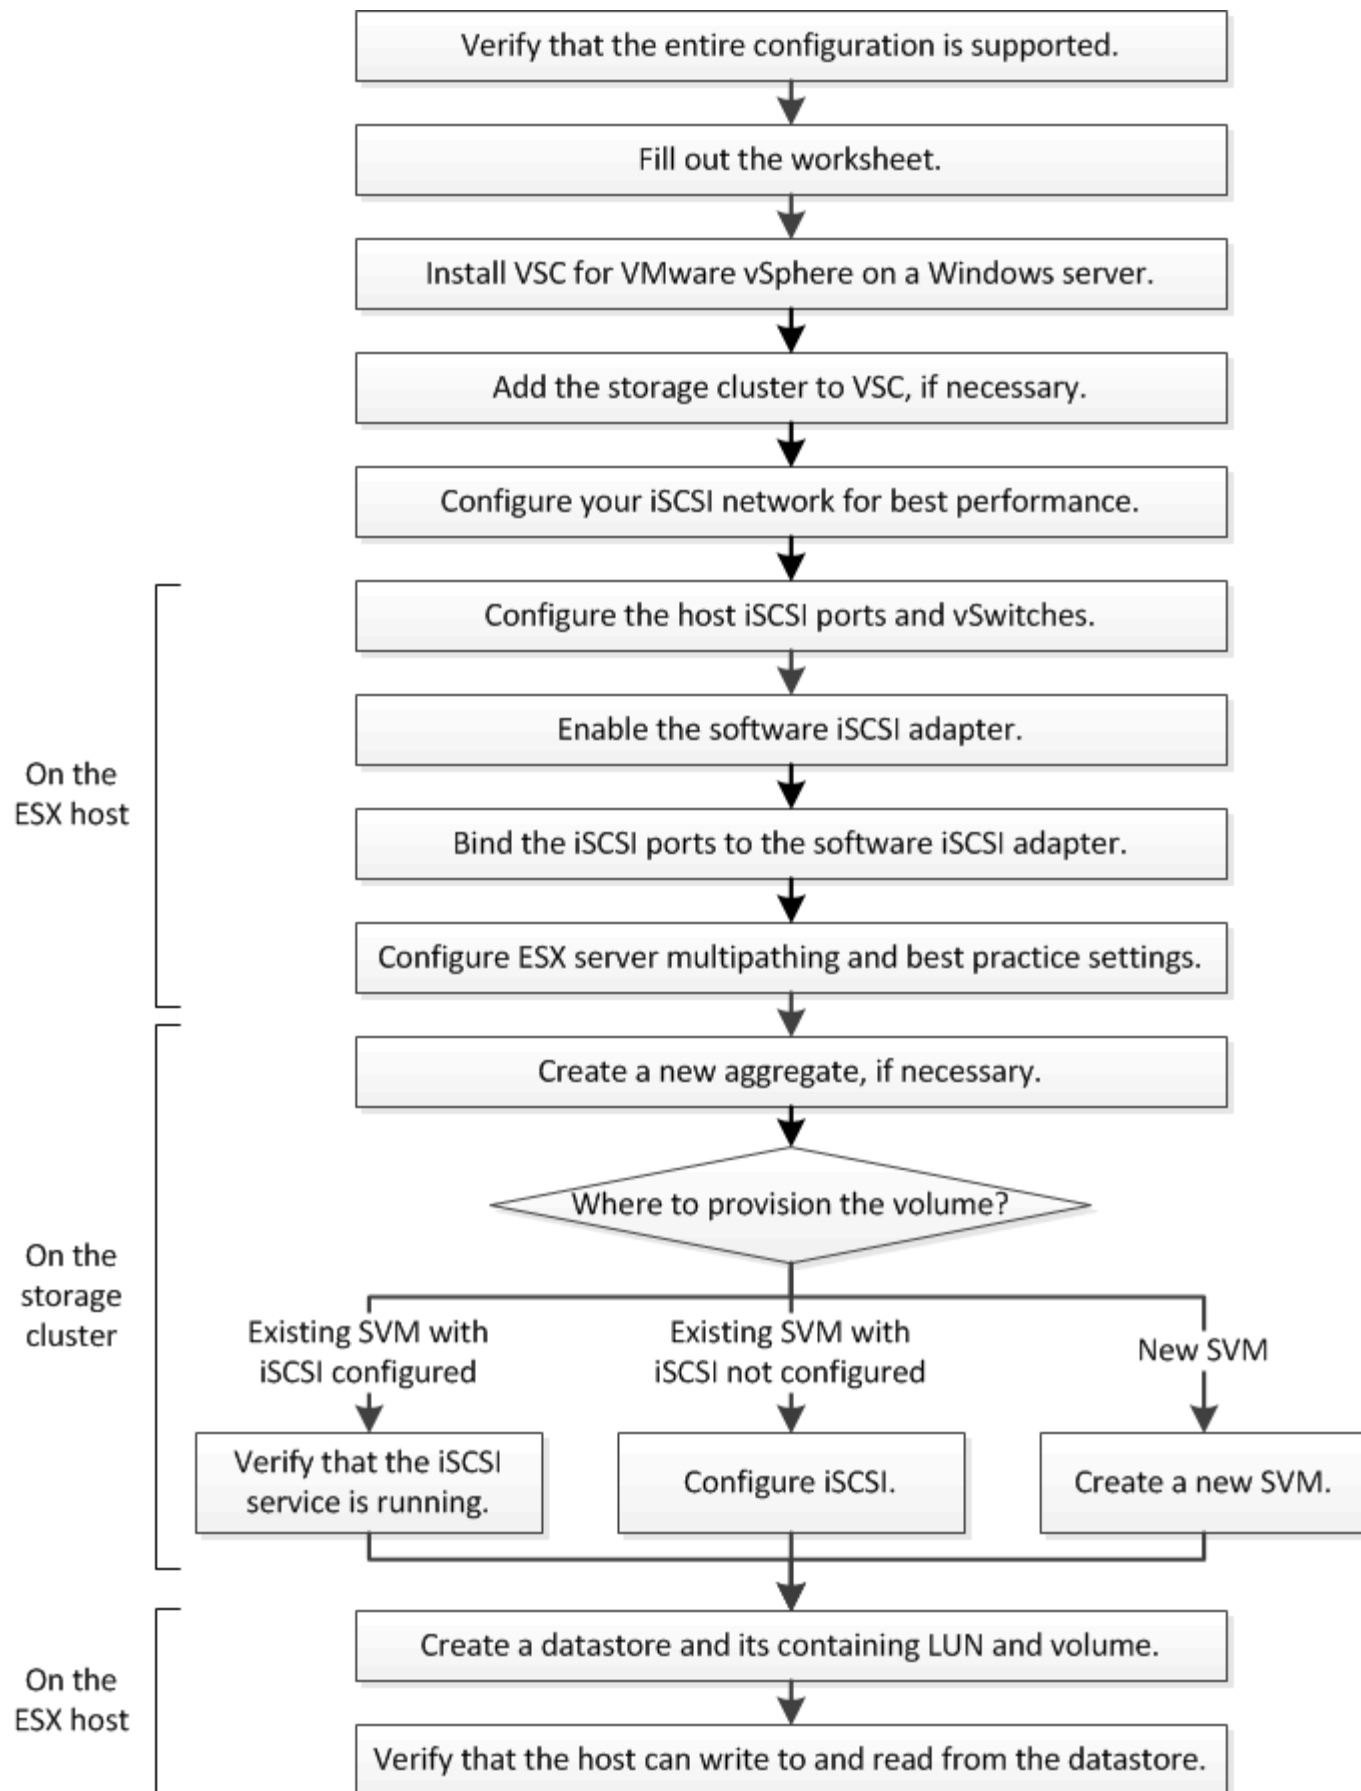 Verify that the entire configuration is supported.
Fill out the worksheet.
Install VSC for VMware vSphere on a Windows server.
Add the storage cluster to VSC, if necessary.
Configure your iSCSI network for best performance.
On the
ESX host
Configure the host iSCSI ports and vSwitches.
Enable the software iSCSI adapter.
Bind the iSCSI ports to the software iSCSI adapter.
Configure ESX server multipathing and best practice settings.
On the
storage
cluster
Create a new aggregate, if necessary.
Where to provision the volume?
Existing SVM with
iSCSI configured
Existing SVM with
iSCSI not configured
New SVM
Verify that the iSCSI
service is running.
Configure iSCSI.
Create a new SVM.
On the
ESX host
Create a datastore and its containing LUN and volume.
Verify that the host can write to and read from the datastore.